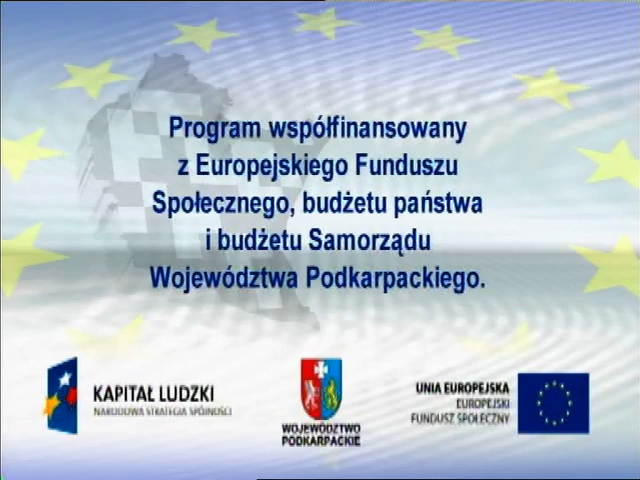 Program współfinansowany
z Europejskiego Funduszu
Społecznego, budżetu państwa
i budżetu Samorządu
Województwa Podkarpackiego.
KAPITAŁ LUDZKI
NARODOWA STRATEGIA SPÓJNOŚCI
WOJEWÓDZTWO
PODKARPACKIE
UNIA EUROPEJSKA
EUROPEJSKI
FUNDUSZ SPOŁECZNY